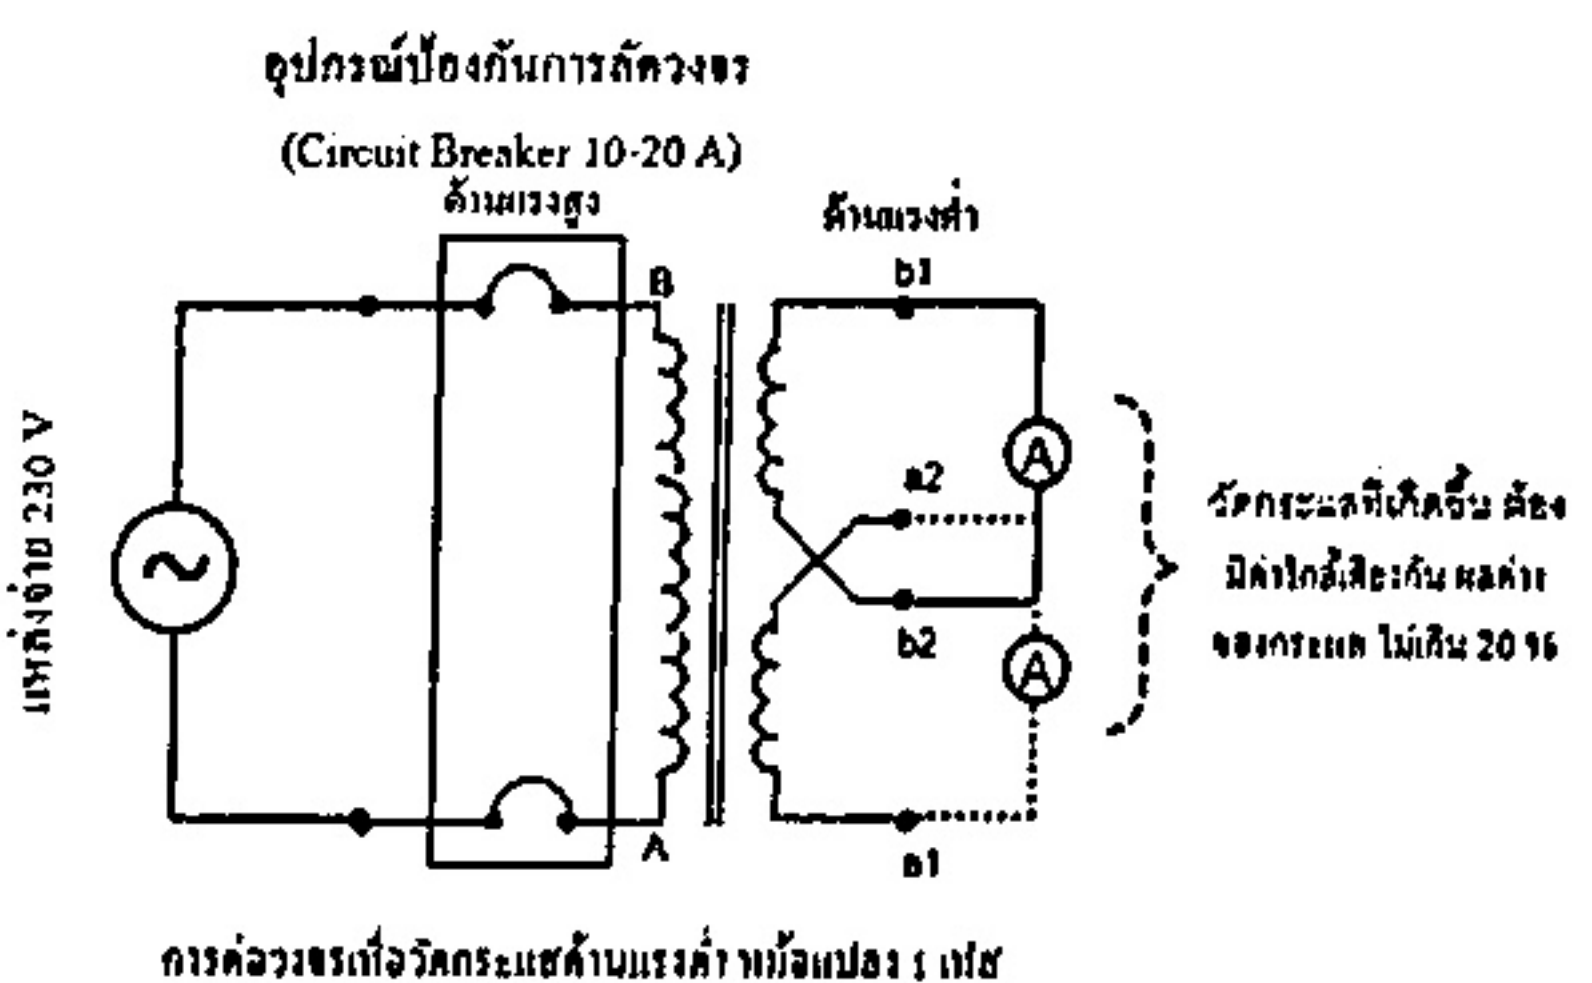 อุปกรณ์ป้องกันการลัดวงจร
(Circuit Breaker 10-20 A)
ด้านแรงสูง
ด้านแรงต่ำ
b1
B
A
a2
แหล่งจ่าย 230 V
วัดกระแสที่เกิดขึ้น ต้อง
มีค่าใกล้เคียงกัน ผลต่าง
ของกระแส ไม่เกิน 20 %
b2
A
A
a1
การต่อวงจรเพื่อวัดกระแสด้านแรงต่ำ หม้อแปลง 1 เฟส